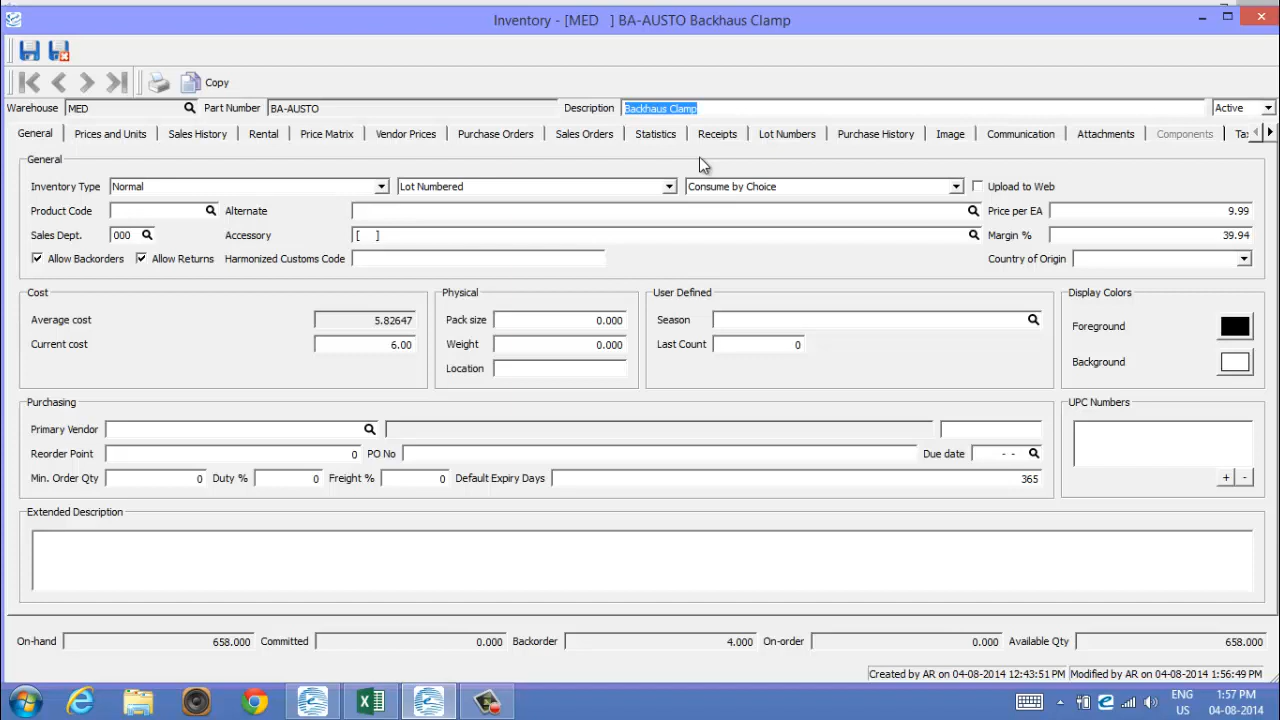 Inventory - [MED ] BA-AUSTO Backhaus Clamp
Copy
Warehouse MED Part Number BA-AUSTO Description Backhaus Clamp Active
General Prices and Units Sales History Rental Price Matrix Vendor Prices Purchase Orders Sales Orders Statistics Receipts Lot Numbers Purchase History Image Communication Attachments Components Ta
General
Inventory Type Normal Lot Numbered Consume by Choice Upload to Web
Product Code Alternate Price per EA 9.99
Sales Dept. 000 Accessory [ ] Margin % 39.94
Allow Backorders Allow Returns Harmonized Customs Code Country of Origin
Cost Physical User Defined Display Colors
Average cost 5.82647 Pack size 0.000 Season Foreground
Current cost 6.00 Weight 0.000 Last Count 0
Location Background
Purchasing UPC Numbers
Primary Vendor
Reorder Point 0 PO No Due date - -
Min. Order Qty 0 Duty % 0 Freight % 0 Default Expiry Days 365 + -
Extended Description
On-hand 658.000 Committed 0.000 Backorder 4.000 On-order 0.000 Available Qty 658.000
Created by AR on 04-08-2014 12:43:51 PM Modified by AR on 04-08-2014 1:56:49 PM
ENG 1:57 PM
US 04-08-2014